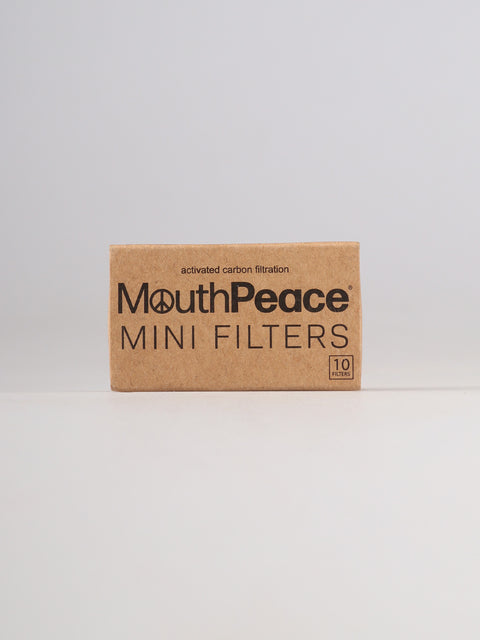 activated carbon filtration
MouthPeace®
MINI FILTERS
10
FILTERS